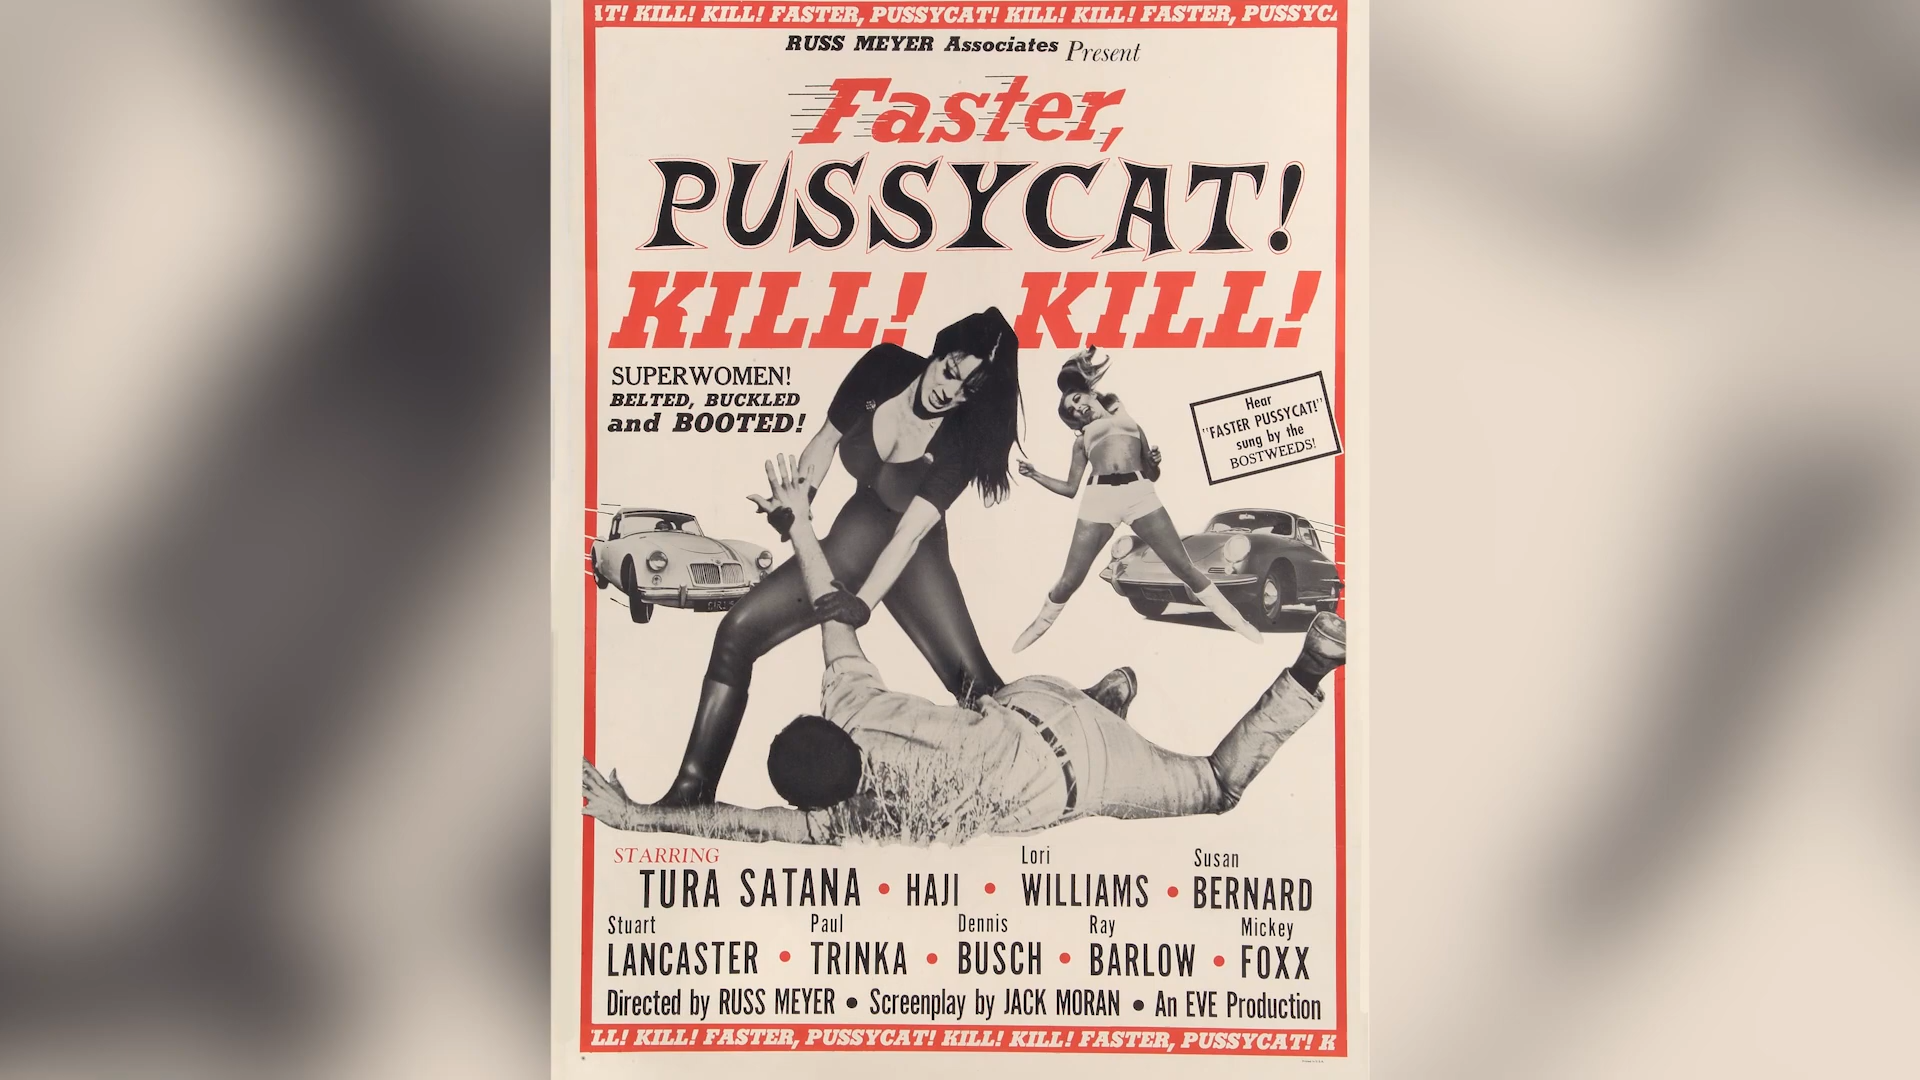 IT! KILL! KILL! FASTER, PUSSYCAT! KILL! KILL! FASTER, PUSSYCA
RUSS MEYER Associates Present
Faster,
PUSSYCAT!
KILL! KILL!
SUPERWOMEN!
BELTED, BUCKLED
and BOOTED!
Hear
"FASTER PUSSYCAT!"
sung by the
BOSTWEEDS!
STARRING
TURA SATANA • HAJI • Lori WILLIAMS • Susan BERNARD
Stuart LANCASTER • Paul TRINKA • Dennis BUSCH • Ray BARLOW • Mickey FOXX
Directed by RUSS MEYER • Screenplay by JACK MORAN • An EVE Production
LL! KILL! FASTER, PUSSYCAT! KILL! KILL! FASTER, PUSSYCAT! K